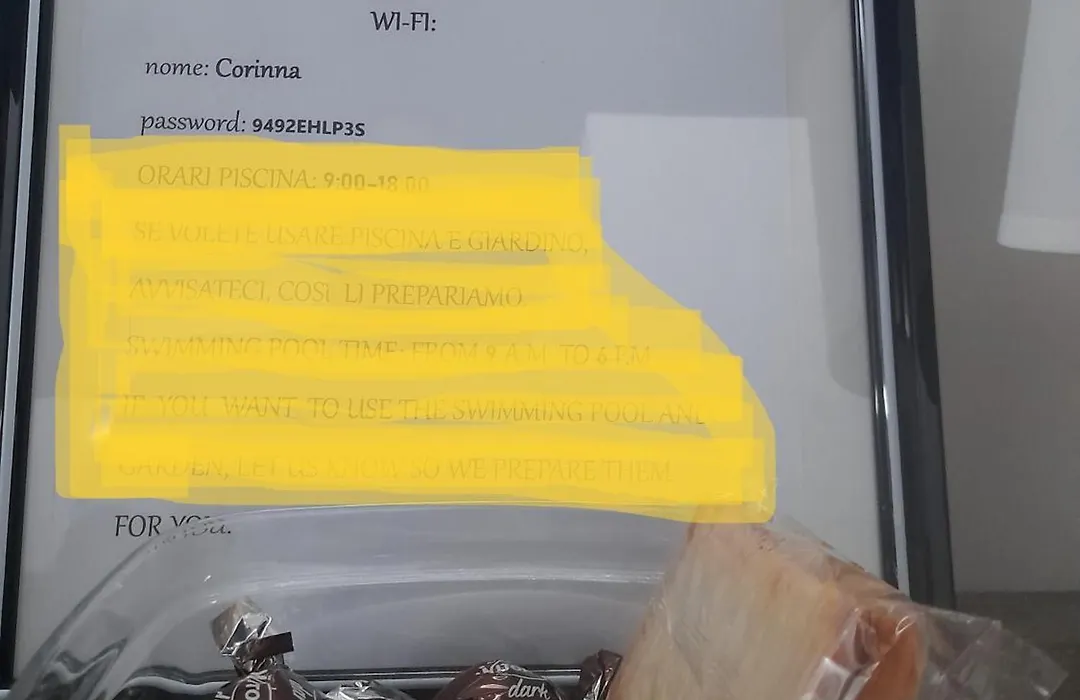 WI-FI:
nome: Corinna
password: 9492EHLP3S
ORARI PISCINA: 9:00-18:00
SE VOLETE USARE PISCINA E GIARDINO,
AVVISATECI, COSÌ LI PREPARIAMO
SWIMMING POOL TIME: FROM 9 A.M. TO 6 P.M
IF YOU WANT TO USE THE SWIMMING POOL AND
GARDEN, LET US KNOW SO WE PREPARE THEM
FOR YOU.
dark